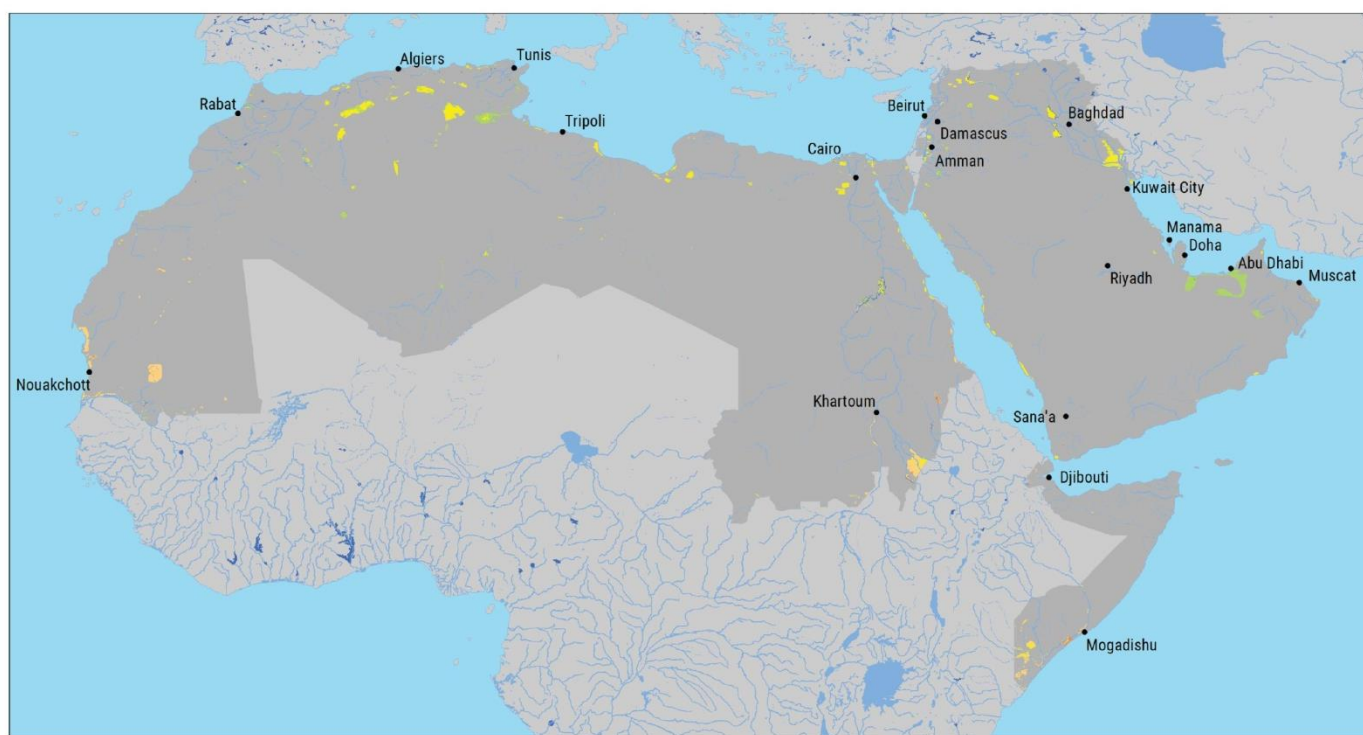 Algiers
Tunis
Rabat
Tripoli
Beirut
Damascus
Baghdad
Amman
Cairo
Kuwait City
Manama
Doha
Abu Dhabi
Muscat
Riyadh
Nouakchott
Khartoum
Sana'a
Djibouti
Mogadishu